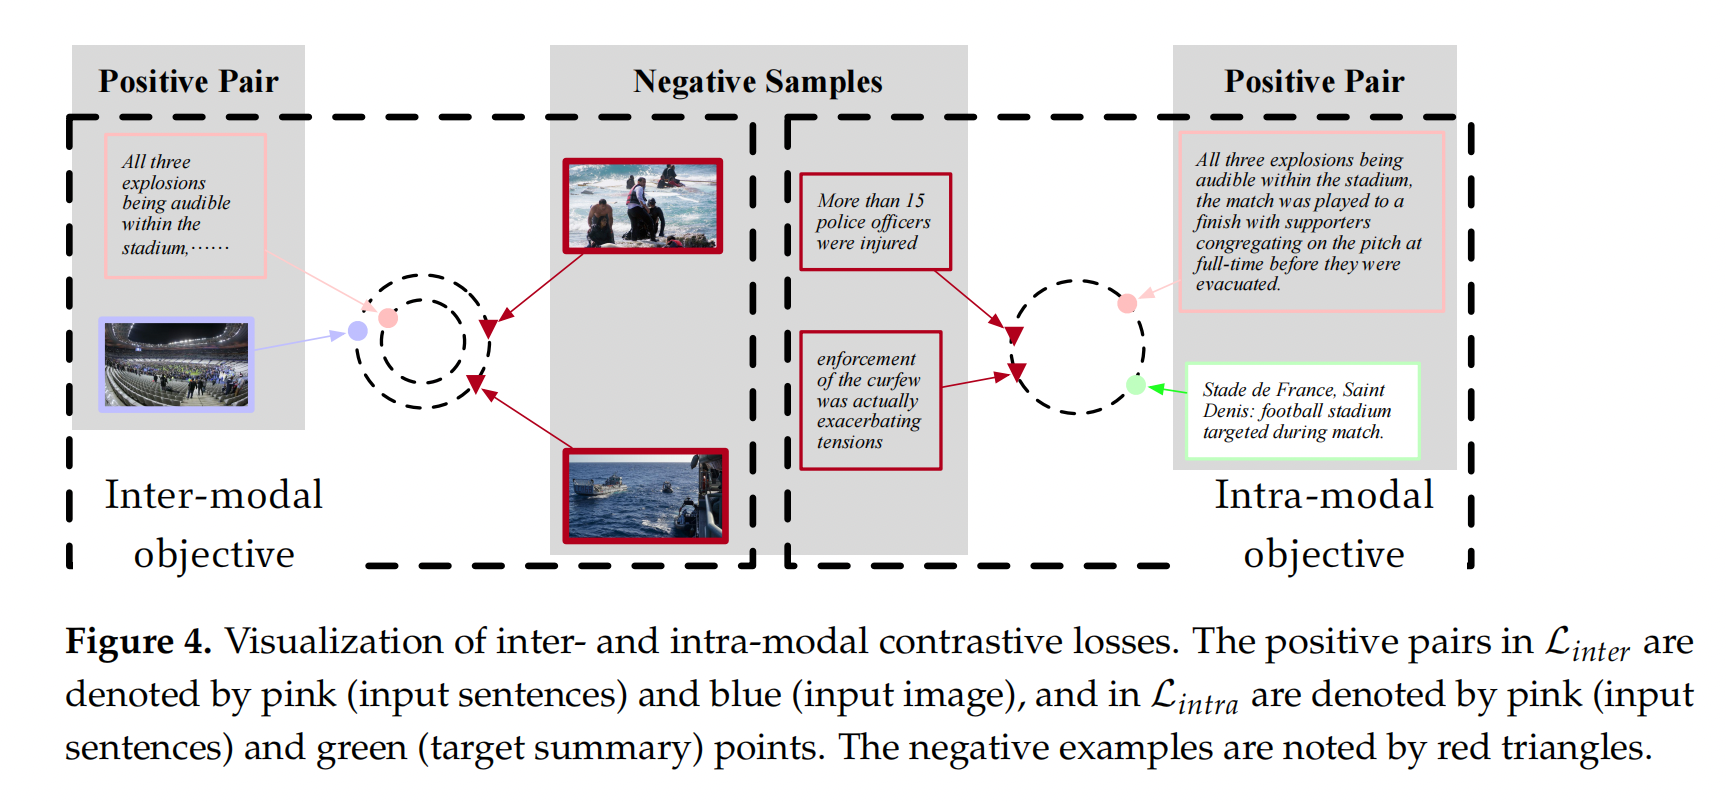 Positive Pair
Negative Samples
Positive Pair
All three
explosions
being audible
within the
stadium,······
More than 15
police officers
were injured
enforcement
of the curfew
was actually
exacerbating
tensions
All three explosions being
audible within the stadium,
the match was played to a
finish with supporters
congregating on the pitch at
full-time before they were
evacuated.
Stade de France, Saint
Denis: football stadium
targeted during match.
Inter-modal
objective
Intra-modal
objective
Figure 4. Visualization of inter- and intra-modal contrastive losses. The positive pairs in ℒ_inter are
denoted by pink (input sentences) and blue (input image), and in ℒ_intra are denoted by pink (input
sentences) and green (target summary) points. The negative examples are noted by red triangles.